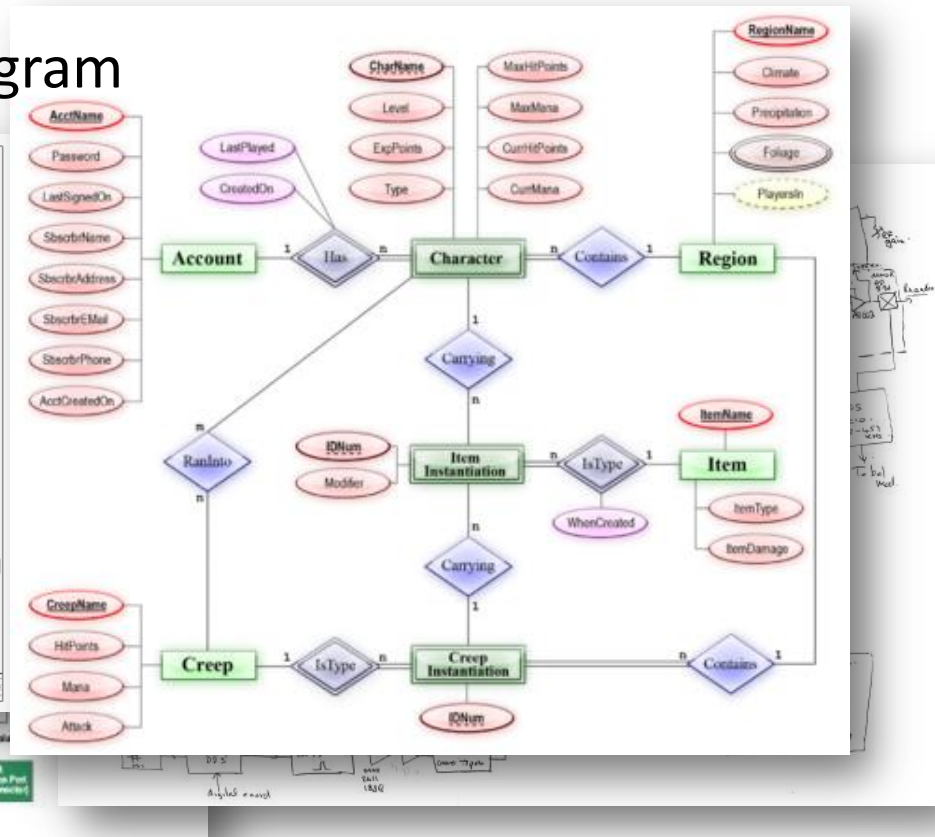 gram
AcctName
Password
LastSignedOn
SbscrbrName
SbscrbrAddress
SbscrbrEMail
SbscrbrPhone
AcctCreatedOn
LastPlayed
CreatedOn
CharName
Level
ExpPoints
Type
MaxHitPoints
MaxMana
CurrHitPoints
CurrMana
RegionName
Climate
Precipitation
Foliage
PlayersIn
Account
1
Has
n
Character
n
Contains
1
Region
1
Carrying
n
m
RanInto
n
IDNum
Modifier
Item
Instantiation
n
IsType
1
Item
ItemName
ItemType
ItemDamage
WhenCreated
n
Carrying
1
CreepName
HitPoints
Mana
Attack
Creep
1
IsType
n
Creep
Instantiation
n
Contains
1
IDNum
gain.
DDS